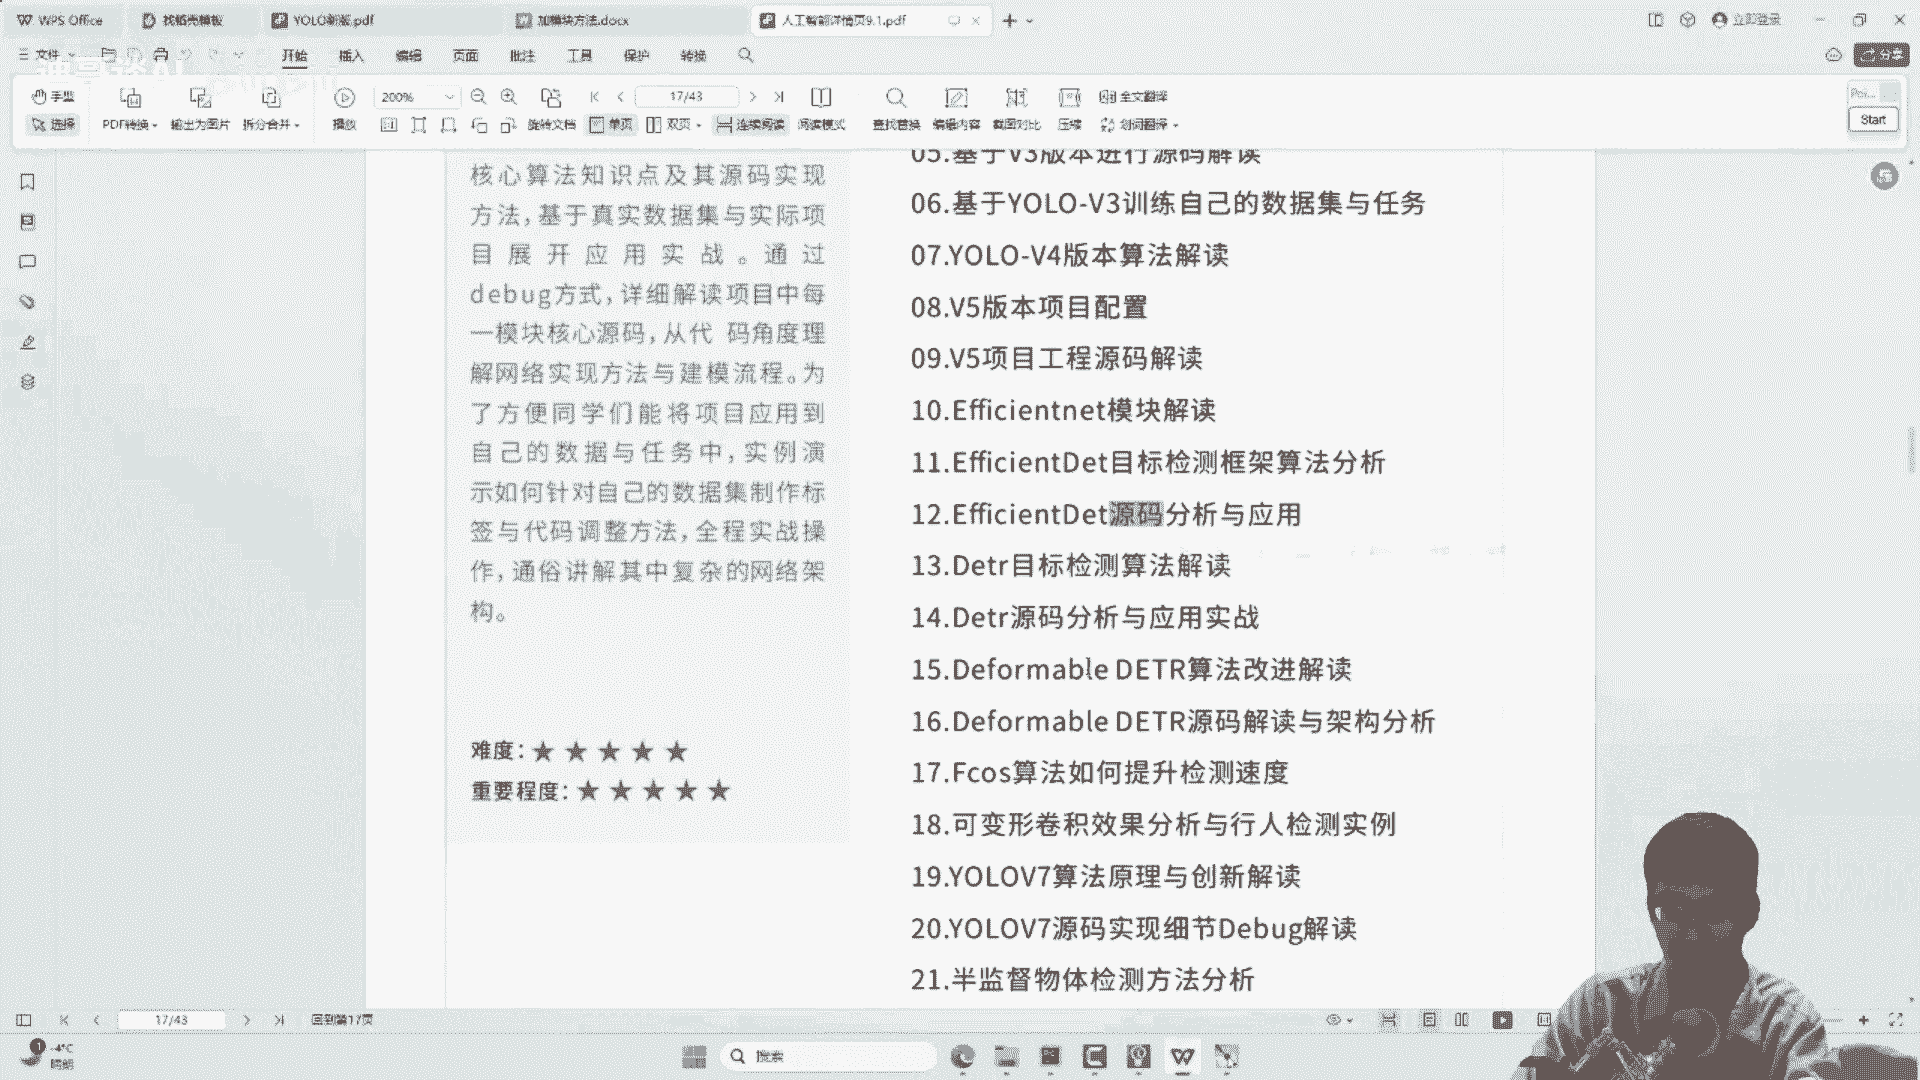 WPS Office
找稻壳模板
YOLO新版.pdf
加模块方法.docx
人工智能详情页9.1.pdf
立即登录
文件
开始
插入
编辑
页面
批注
工具
保护
转换
分享
手型
200%
17/43
全文翻译
选择
PDF转换
输出为图片
拆分合并
播放
旋转文档
单页
双页
连续阅读
阅读模式
查找替换
编辑内容
截图对比
压缩
划词翻译
Start
核心算法知识点及其源码实现
方法,基于真实数据集与实际项
目展开应用实战。通过
debug方式,详细解读项目中每
一模块核心源码,从代 码角度理
解网络实现方法与建模流程。为
了方便同学们能将项目应用到
自己的数据与任务中,实例演
示如何针对自己的数据集制作标
签与代码调整方法,全程实战操
作,通俗讲解其中复杂的网络架
构。
难度:★★★★★
重要程度:★★★★★
05.基于V3版本进行源码解读
06.基于YOLO-V3训练自己的数据集与任务
07.YOLO-V4版本算法解读
08.V5版本项目配置
09.V5项目工程源码解读
10.Efficientnet模块解读
11.EfficientDet目标检测框架算法分析
12.EfficientDet源码分析与应用
13.Detr目标检测算法解读
14.Detr源码分析与应用实战
15.Deformable DETR算法改进解读
16.Deformable DETR源码解读与架构分析
17.Fcos算法如何提升检测速度
18.可变形卷积效果分析与行人检测实例
19.YOLOV7算法原理与创新解读
20.YOLOV7源码实现细节Debug解读
21.半监督物体检测方法分析
17/43
回到第17页
-4°C
晴朗
搜索